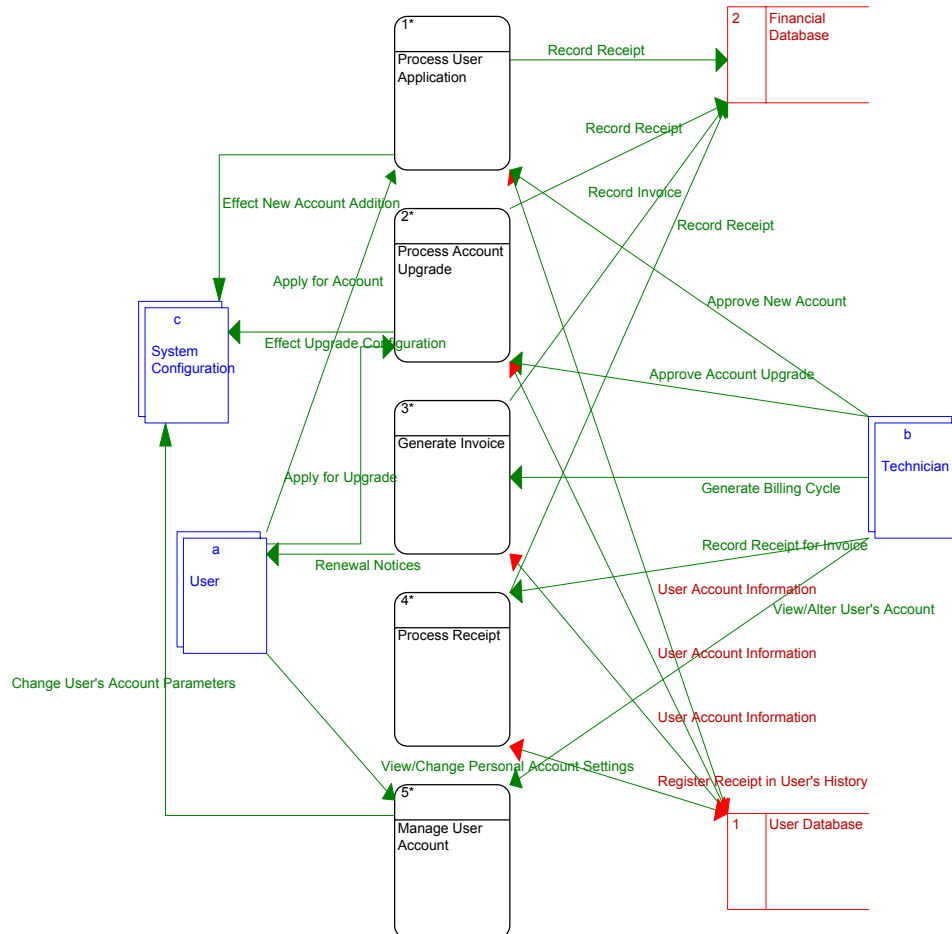 1*
Process User
Application
2
Financial
Database
Record Receipt
Record Receipt
Effect New Account Addition
Record Invoice
2*
Process Account
Upgrade
Record Receipt
Apply for Account
Approve New Account
c
System
Configuration
Effect Upgrade Configuration
Approve Account Upgrade
3*
Generate Invoice
b
Technician
Apply for Upgrade
Generate Billing Cycle
a
User
Renewal Notices
Record Receipt for Invoice
4*
Process Receipt
User Account Information
View/Alter User's Account
User Account Information
Change User's Account Parameters
User Account Information
View/Change Personal Account Settings
Register Receipt in User's History
5*
Manage User
Account
1
User Database